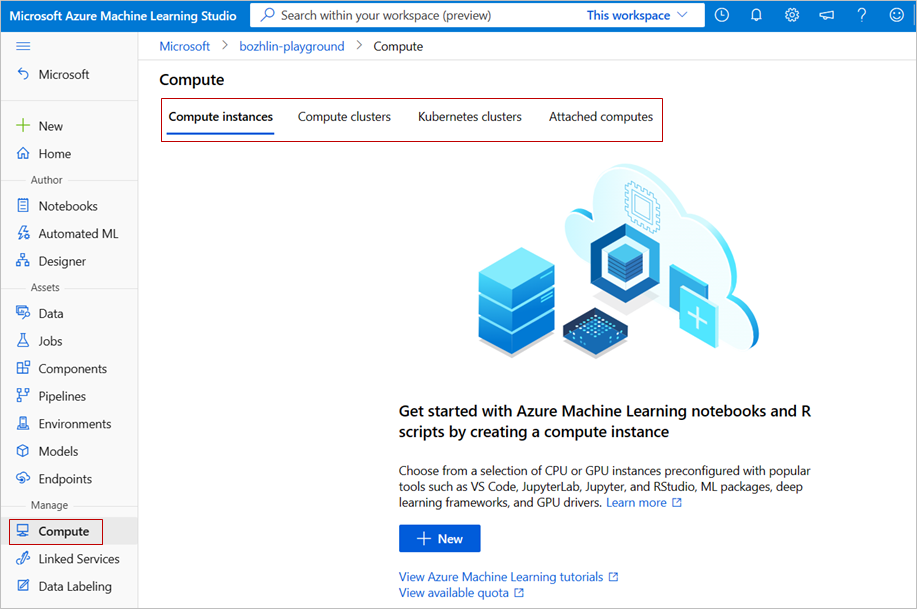 Microsoft Azure Machine Learning Studio
Search within your workspace (preview)
This workspace
Microsoft > bozhlin-playground > Compute
Microsoft
New
Home
Author
Notebooks
Automated ML
Designer
Assets
Data
Jobs
Components
Pipelines
Environments
Models
Endpoints
Manage
Compute
Linked Services
Data Labeling
Compute
Compute instances Compute clusters Kubernetes clusters Attached computes
Get started with Azure Machine Learning notebooks and R
scripts by creating a compute instance
Choose from a selection of CPU or GPU instances preconfigured with popular
tools such as VS Code, JupyterLab, Jupyter, and RStudio, ML packages, deep
learning frameworks, and GPU drivers. Learn more
New
View Azure Machine Learning tutorials
View available quota